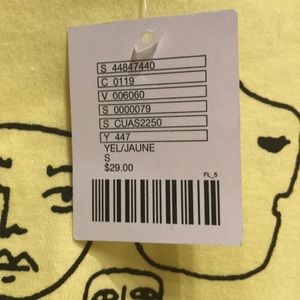 S 44847440
C 0119
V 006060
S 0000079
S CUAS2250
Y 447
YEL/JAUNE
S
$29.00
FL_5